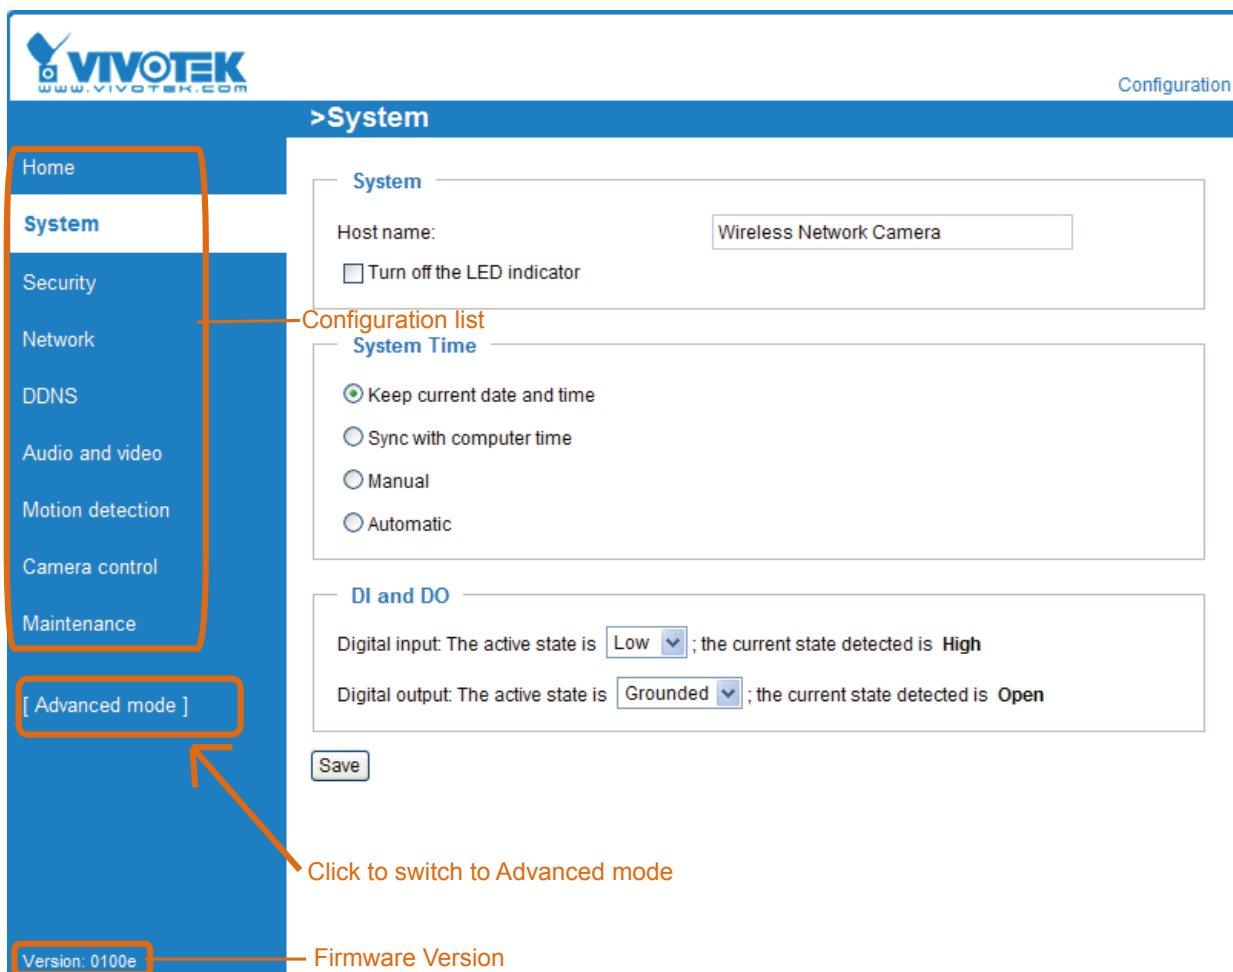 VIVOTEK
www.vivotek.com
Configuration
>System
Home
System
Security
Network
DDNS
Audio and video
Motion detection
Camera control
Maintenance
[ Advanced mode ]
Version: 0100e
System
Host name: Wireless Network Camera
Turn off the LED indicator
Configuration list
System Time
Keep current date and time
Sync with computer time
Manual
Automatic
DI and DO
Digital input: The active state is Low ; the current state detected is High
Digital output: The active state is Grounded ; the current state detected is Open
Save
Click to switch to Advanced mode
Firmware Version